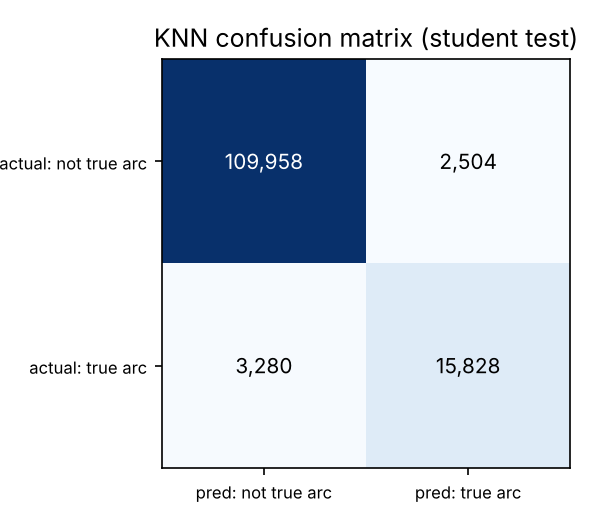 KNN confusion matrix (student test)
actual: not true arc
109,958
2,504
actual: true arc
3,280
15,828
pred: not true arc
pred: true arc